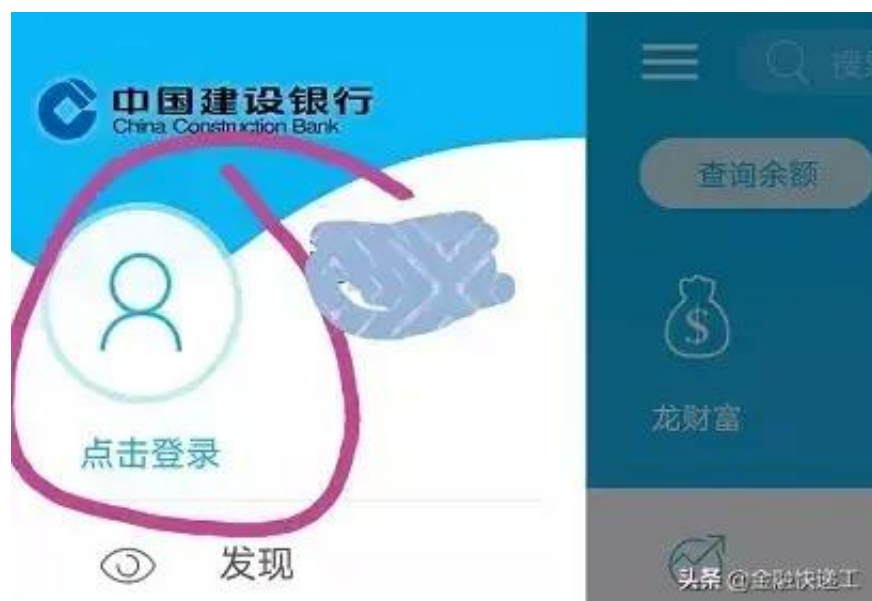 中国建设银行
China Construction Bank
查询余额
龙财富
点击登录
发现
头条 @金融快递工